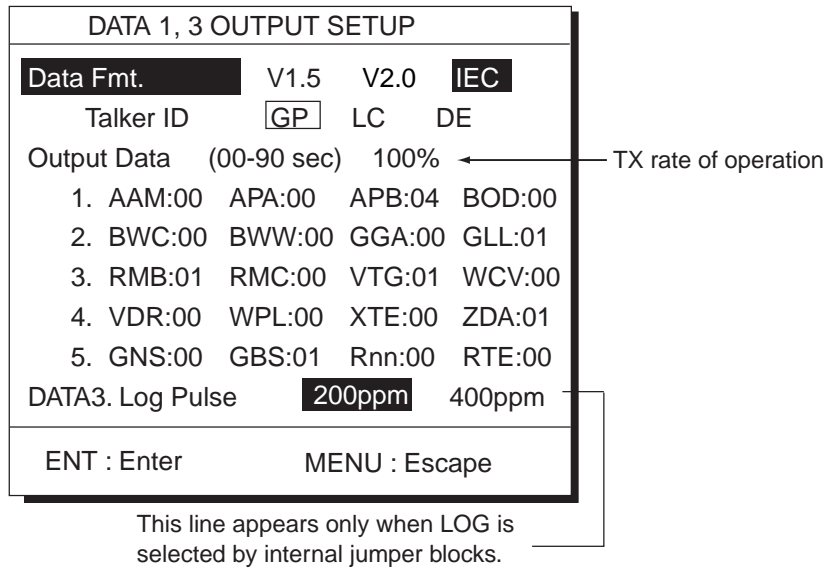 DATA 1, 3 OUTPUT SETUP
Data Fmt. V1.5 V2.0 IEC
Talker ID GP LC DE
Output Data (00-90 sec) 100%
TX rate of operation
1. AAM:00 APA:00 APB:04 BOD:00
2. BWC:00 BWW:00 GGA:00 GLL:01
3. RMB:01 RMC:00 VTG:01 WCV:00
4. VDR:00 WPL:00 XTE:00 ZDA:01
5. GNS:00 GBS:01 Rnn:00 RTE:00
DATA3. Log Pulse 200ppm 400ppm
ENT : Enter MENU : Escape
This line appears only when LOG is
selected by internal jumper blocks.